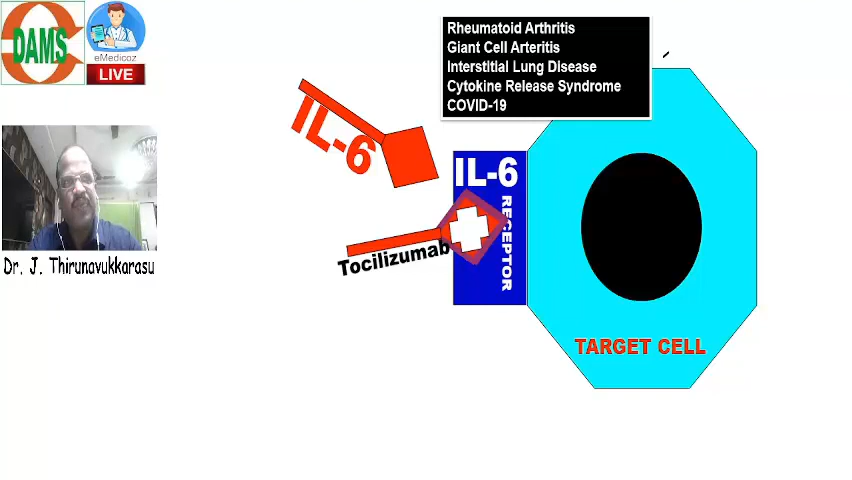 DAMS
eMedicoz
LIVE
Dr. J. Thirunavukkarasu
Rheumatoid Arthritis
Giant Cell Arteritis
Interstitial Lung Disease
Cytokine Release Syndrome
COVID-19
IL-6
IL-6
RECEPTOR
Tocilizumab
TARGET CELL